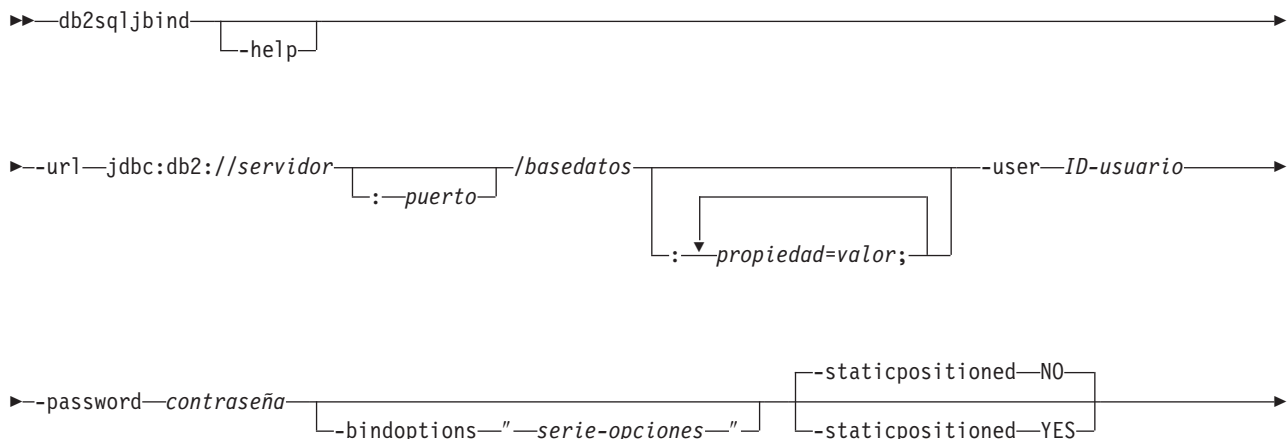 db2sqljbind
-help
-url jdbc:db2://servidor /basedatos -user ID-usuario
: puerto
: propiedad=valor;
-staticpositioned NO
-password contraseña
-bindoptions " serie-opciones " -staticpositioned YES